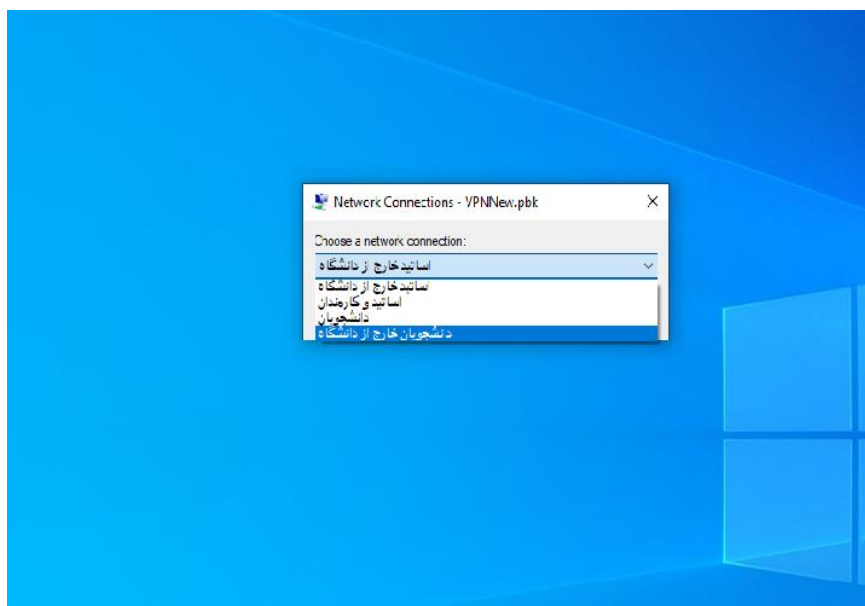 Network Connections - VPNNew.pbk
Choose a network connection:
اساتید خارج از دانشگاه
اساتید خارج از دانشگاه
اساتید و کارمندان
دانشجویان
دانشجویان خارج از دانشگاه